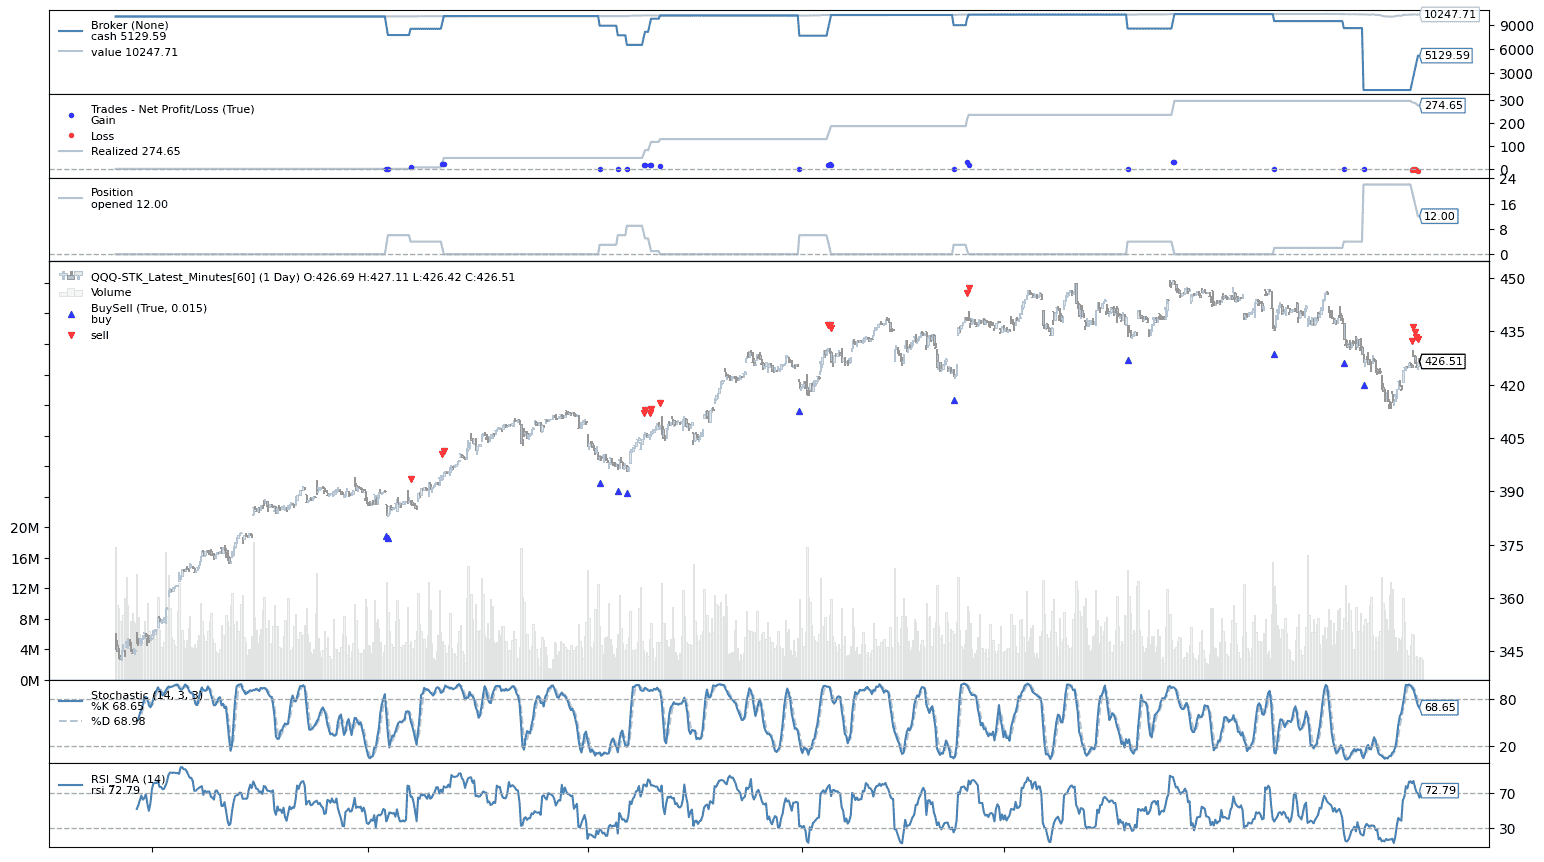 Broker (None)
cash 5129.59
value 10247.71
10247.71
9000
6000
5129.59
3000
Trades - Net Profit/Loss (True)
Gain
Loss
Realized 274.65
300
274.65
200
100
0
Position
opened 12.00
24
16
12.00
8
0
QQQ-STK_Latest_Minutes[60] (1 Day) O:426.69 H:427.11 L:426.42 C:426.51
Volume
BuySell (True, 0.015)
buy
sell
450
435
426.51
420
405
390
375
360
345
20M
16M
12M
8M
4M
0M
Stochastic (14, 3, 3)
%K 68.65
%D 68.98
80
68.65
20
RSI_SMA (14)
rsi 72.79
72.79
70
30